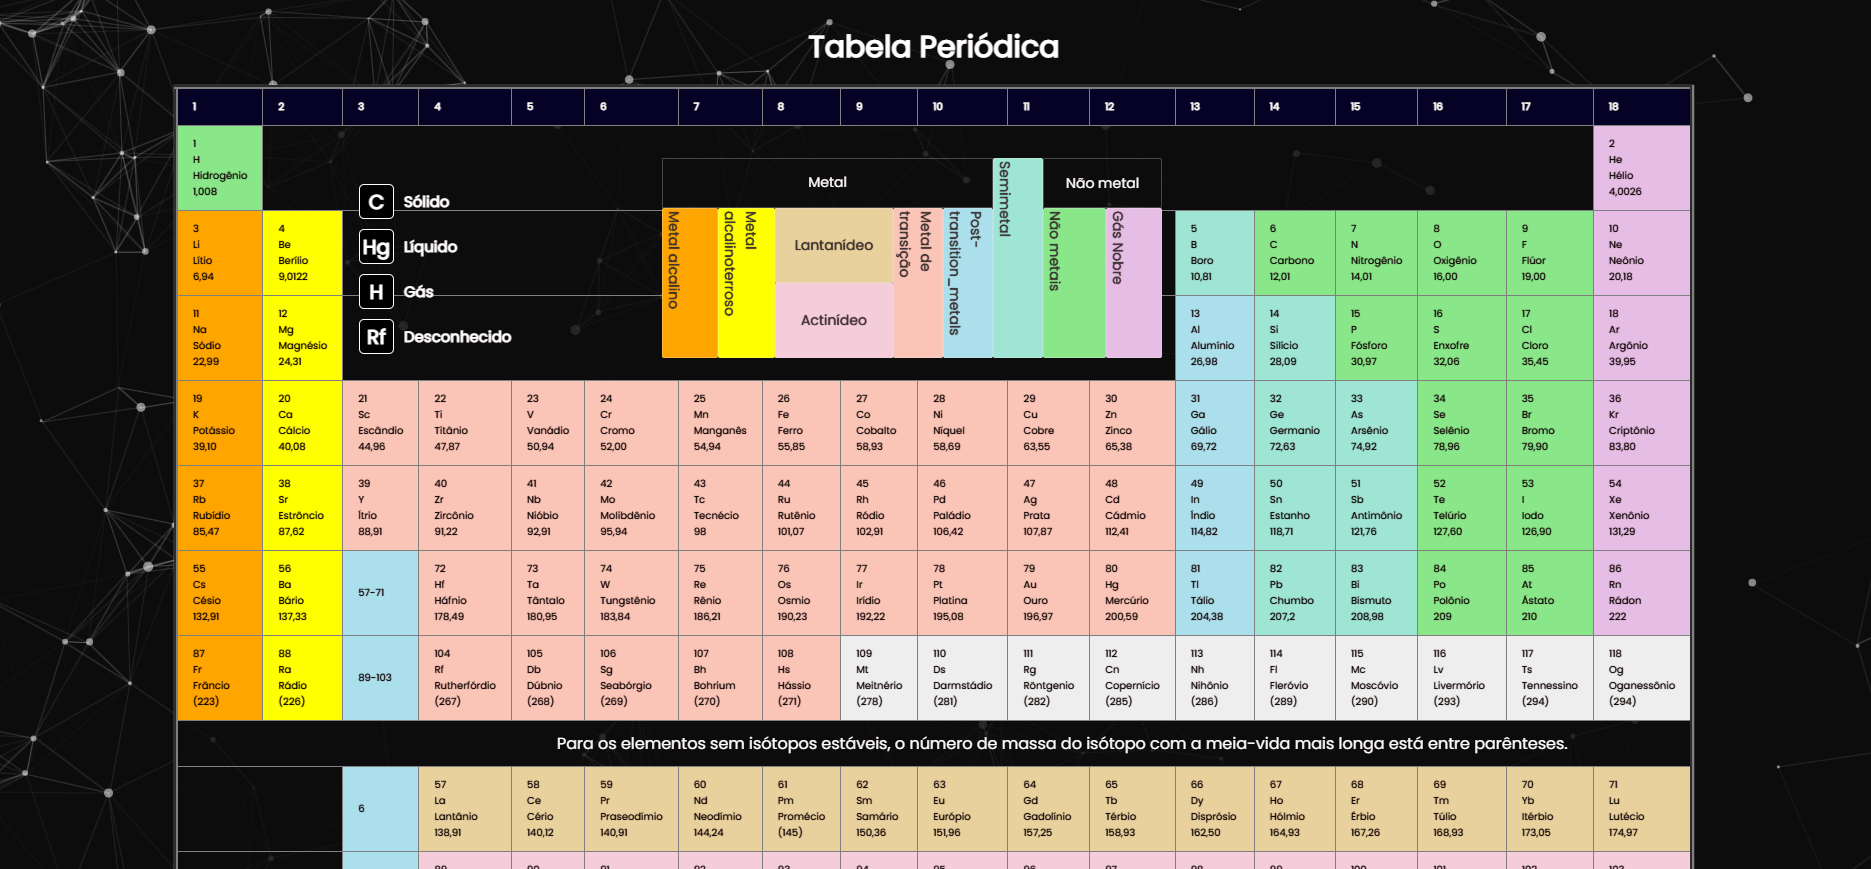 Tabela Periódica
1 2 3 4 5 6 7 8 9 10 11 12 13 14 15 16 17 18
1
H
Hidrogênio
1,008
C Sólido
Hg Líquido
H Gás
Rf Desconhecido
Metal
Semimetal
Não metal
Metal alcalino
Metal
alcalinoterroso
Lantanídeo
Actinídeo
Metal de
transição
Post-
transition_metals
Não metais
Gás Nobre
2
He
Hélio
4,0026
3 4 5 6 7 8 9 10
Li Be B C N O F Ne
Lítio Berílio Boro Carbono Nitrogênio Oxigênio Flúor Neônio
6,94 9,0122 10,81 12,01 14,01 16,00 19,00 20,18
11 12 13 14 15 16 17 18
Na Mg Al Si P S Cl Ar
Sódio Magnésio Alumínio Silício Fósforo Enxofre Cloro Argônio
22,99 24,31 26,98 28,09 30,97 32,06 35,45 39,95
19 20 21 22 23 24 25 26 27 28 29 30 31 32 33 34 35 36
K Ca Sc Ti V Cr Mn Fe Co Ni Cu Zn Ga Ge As Se Br Kr
Potássio Cálcio Escândio Titânio Vanádio Cromo Manganês Ferro Cobalto Níquel Cobre Zinco Gálio Germanio Arsênio Selênio Bromo Criptônio
39,10 40,08 44,96 47,87 50,94 52,00 54,94 55,85 58,93 58,69 63,55 65,38 69,72 72,63 74,92 78,96 79,90 83,80
37 38 39 40 41 42 43 44 45 46 47 48 49 50 51 52 53 54
Rb Sr Y Zr Nb Mo Tc Ru Rh Pd Ag Cd In Sn Sb Te I Xe
Rubídio Estrôncio Ítrio Zircônio Nióbio Molibdênio Tecnécio Rutênio Ródio Paládio Prata Cádmio Índio Estanho Antimônio Telúrio Iodo Xenônio
85,47 87,62 88,91 91,22 92,91 95,94 98 101,07 102,91 106,42 107,87 112,41 114,82 118,71 121,76 127,60 126,90 131,29
55 56 57-71 72 73 74 75 76 77 78 79 80 81 82 83 84 85 86
Cs Ba Hf Ta W Re Os Ir Pt Au Hg Tl Pb Bi Po At Rn
Césio Bário Háfnio Tântalo Tungstênio Rênio Osmio Irídio Platina Ouro Mercúrio Tálio Chumbo Bismuto Polônio Ástato Rádon
132,91 137,33 178,49 180,95 183,84 186,21 190,23 192,22 195,08 196,97 200,59 204,38 207,2 208,98 209 210 222
87 88 89-103 104 105 106 107 108 109 110 111 112 113 114 115 116 117 118
Fr Ra Rf Db Sg Bh Hs Mt Ds Rg Cn Nh Fl Mc Lv Ts Og
Frâncio Rádio Rutherfórdio Dúbnio Seabórgio Bohrium Hássio Meitnério Darmstádio Röntgenio Copernício Nihônio Fleróvio Moscóvio Livermório Tennessino Oganessônio
(223) (226) (267) (268) (269) (270) (271) (278) (281) (282) (285) (286) (289) (290) (293) (294) (294)
Para os elementos sem isótopos estáveis, o número de massa do isótopo com a meia-vida mais longa está entre parênteses.
6 57 58 59 60 61 62 63 64 65 66 67 68 69 70 71
La Ce Pr Nd Pm Sm Eu Gd Tb Dy Ho Er Tm Yb Lu
Lantânio Cério Praseodímio Neodímio Promécio Samário Európio Gadolínio Térbio Disprósio Hólmio Érbio Túlio Itérbio Lutécio
138,91 140,12 140,91 144,24 (145) 150,36 151,96 157,25 158,93 162,50 164,93 167,26 168,93 173,05 174,97